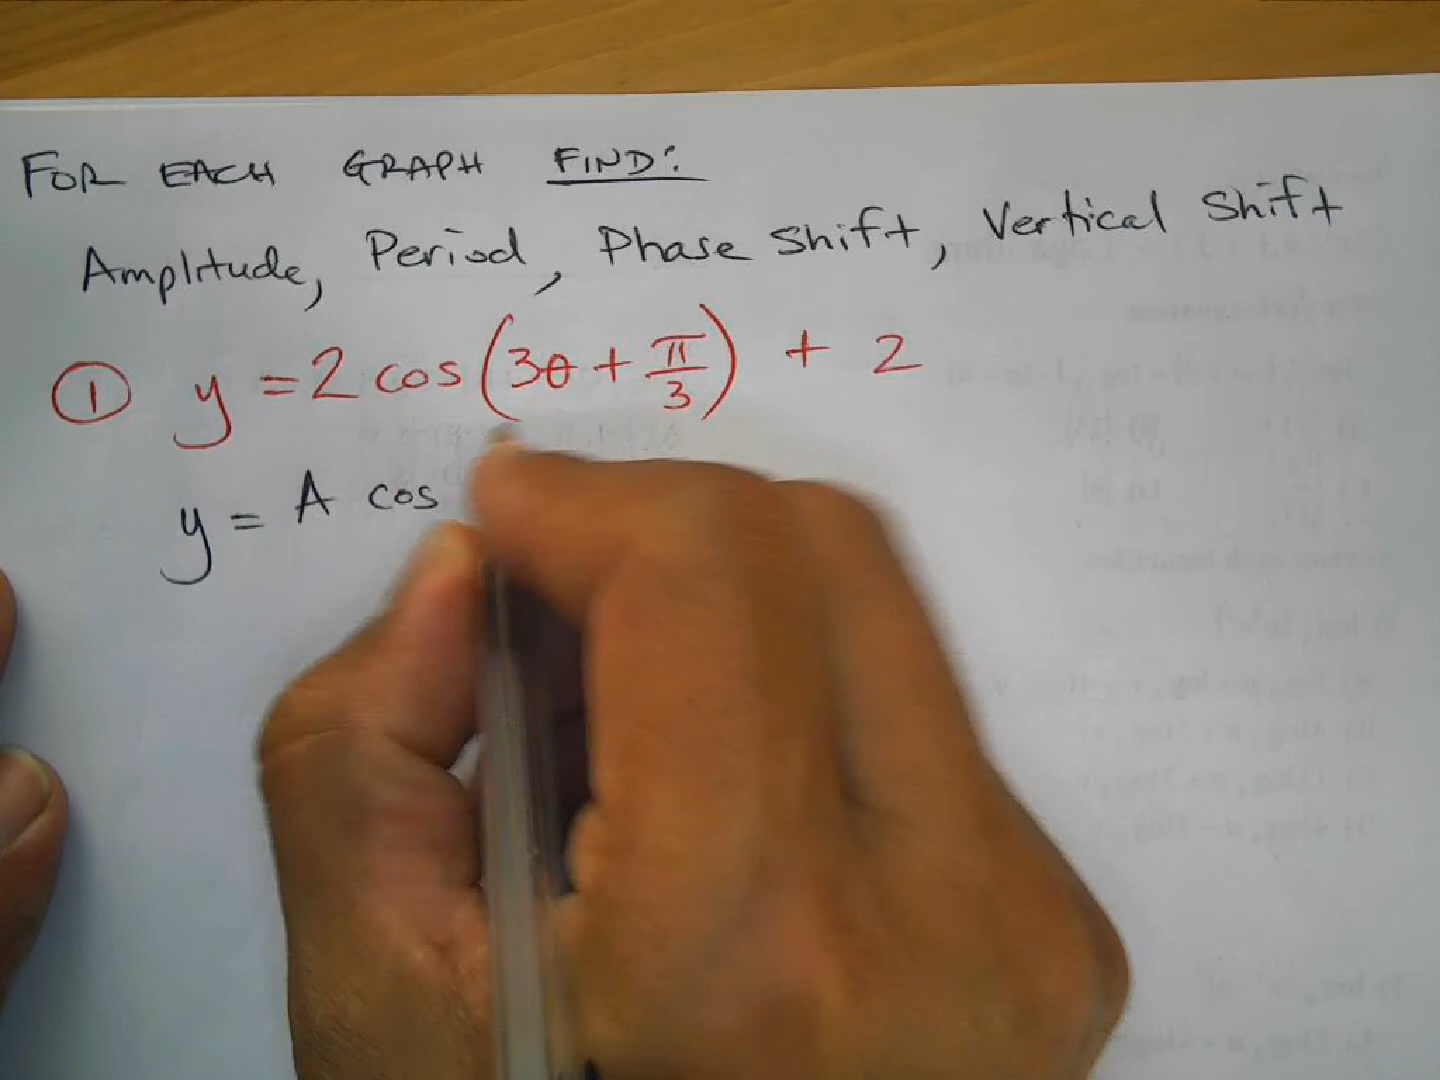 FOR EACH GRAPH FIND:
Amplitude, Period, Phase Shift, Vertical Shift
① y = 2 cos(3θ + π/3) + 2
y = A cos